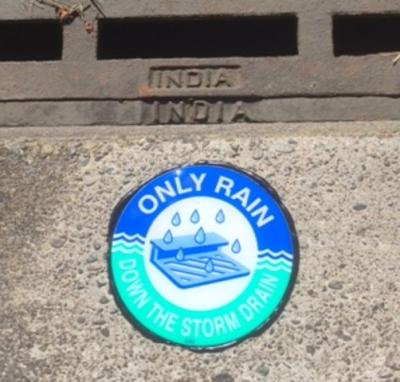 INDIA
INDIA
ONLY RAIN
DOWN THE STORM DRAIN